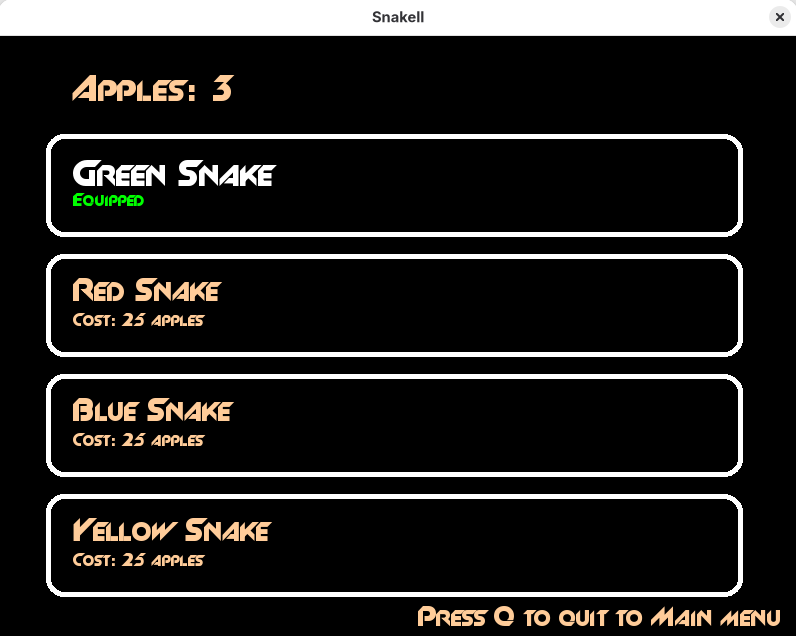 Snakell
Apples: 3
Green Snake
Equipped
Red Snake
Cost: 25 apples
Blue Snake
Cost: 25 apples
Yellow Snake
Cost: 25 apples
Press Q to quit to Main menu